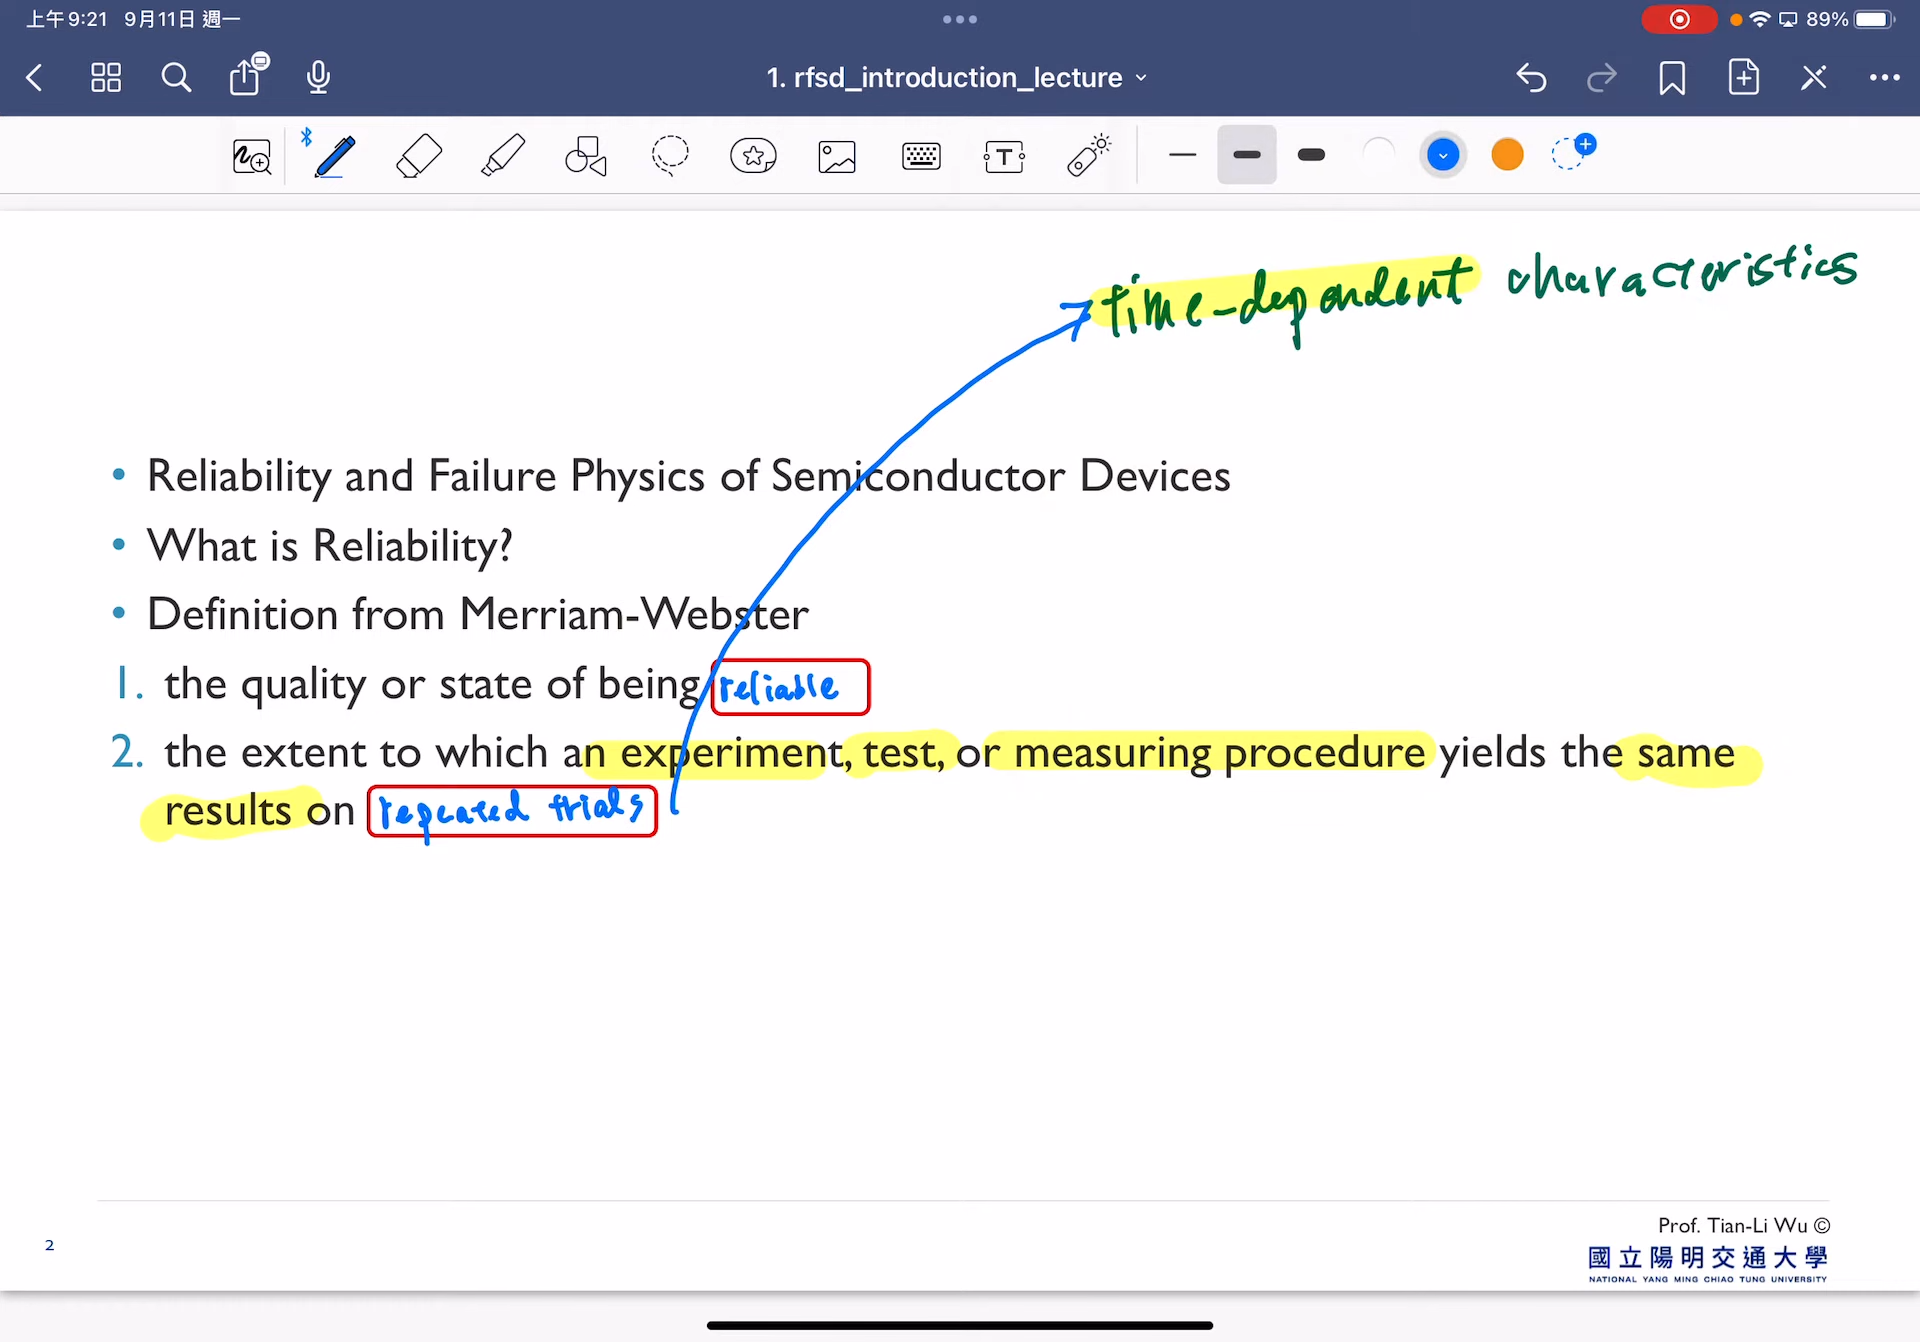 上午9:21 9月11日 週一
89%
1. rfsd_introduction_lecture
time-dependent characteristics
• Reliability and Failure Physics of Semiconductor Devices
• What is Reliability?
• Definition from Merriam-Webster
1. the quality or state of being reliable
2. the extent to which an experiment, test, or measuring procedure yields the same
results on repeated trials
Prof. Tian-Li Wu ©
2
國立陽明交通大學
NATIONAL YANG MING CHIAO TUNG UNIVERSITY